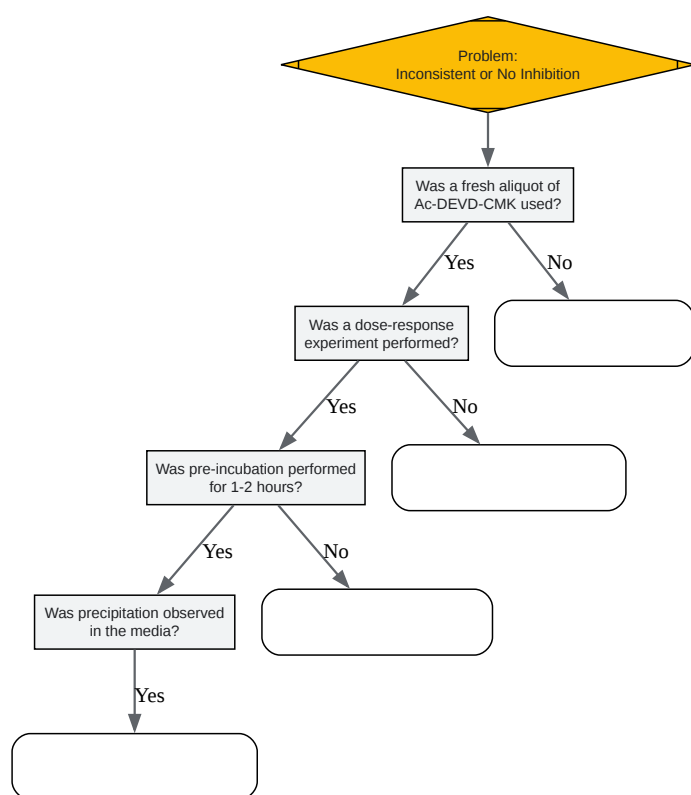 Problem:
Inconsistent or No Inhibition
Was a fresh aliquot of
Ac-DEVD-CMK used?
Yes
No
Was a dose-response
experiment performed?
Yes
No
Was pre-incubation performed
for 1-2 hours?
Yes
No
Was precipitation observed
in the media?
Yes